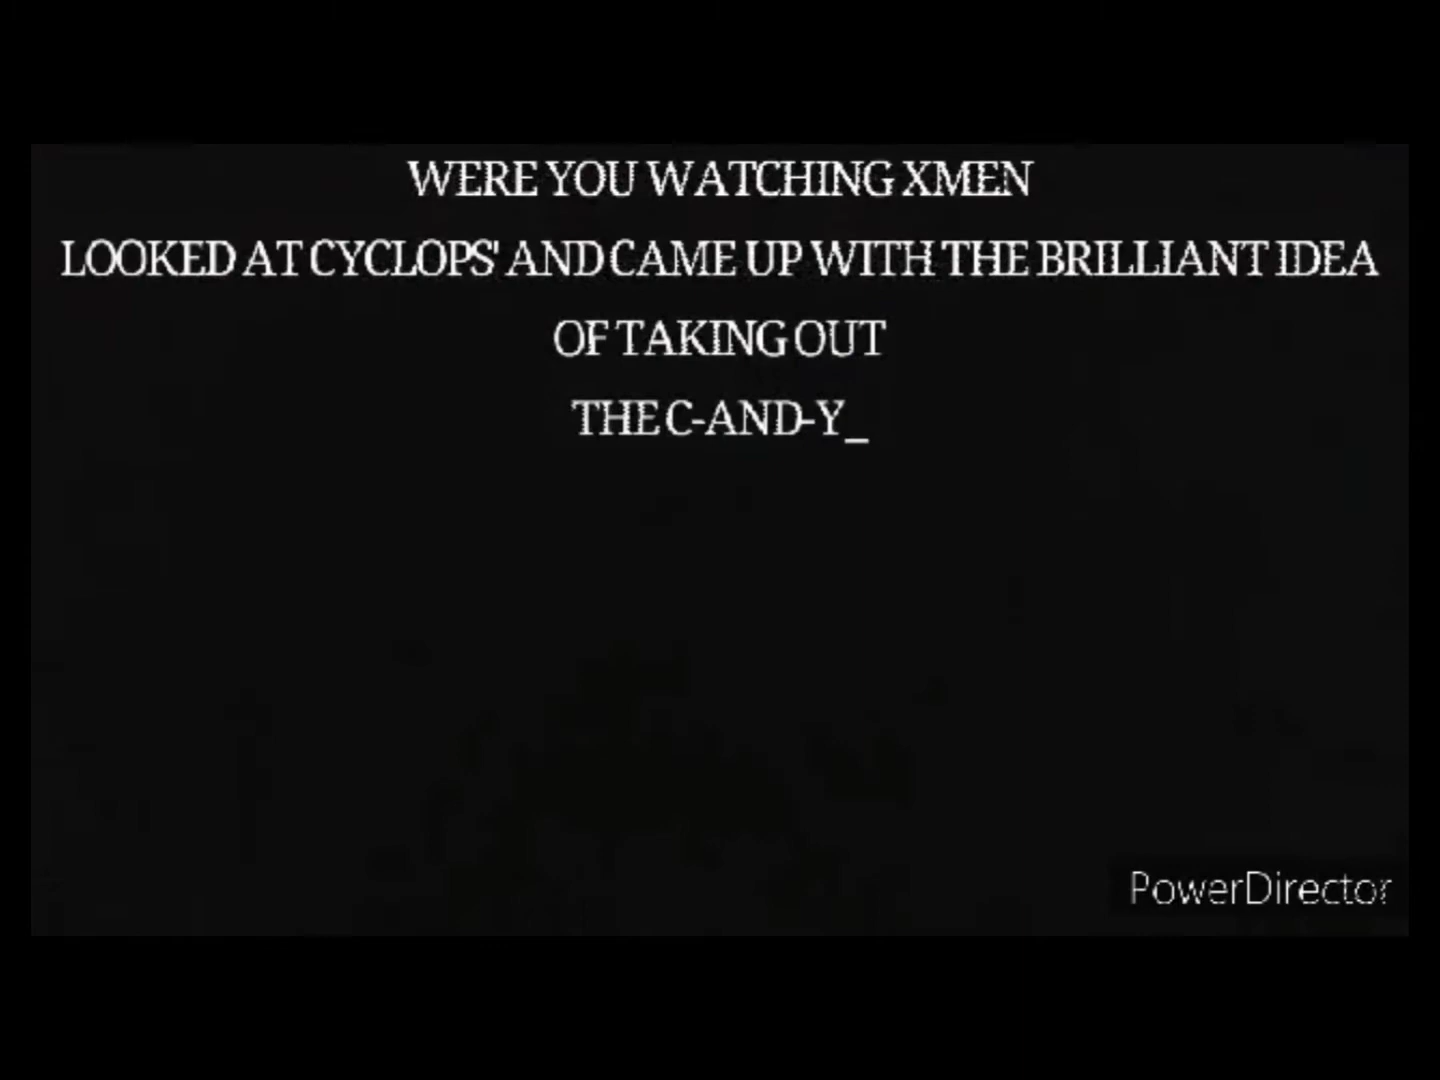 WERE YOU WATCHING XMEN
LOOKED AT CYCLOPS' AND CAME UP WITH THE BRILLIANT IDEA
OF TAKING OUT
THE C-AND-Y_
PowerDirector